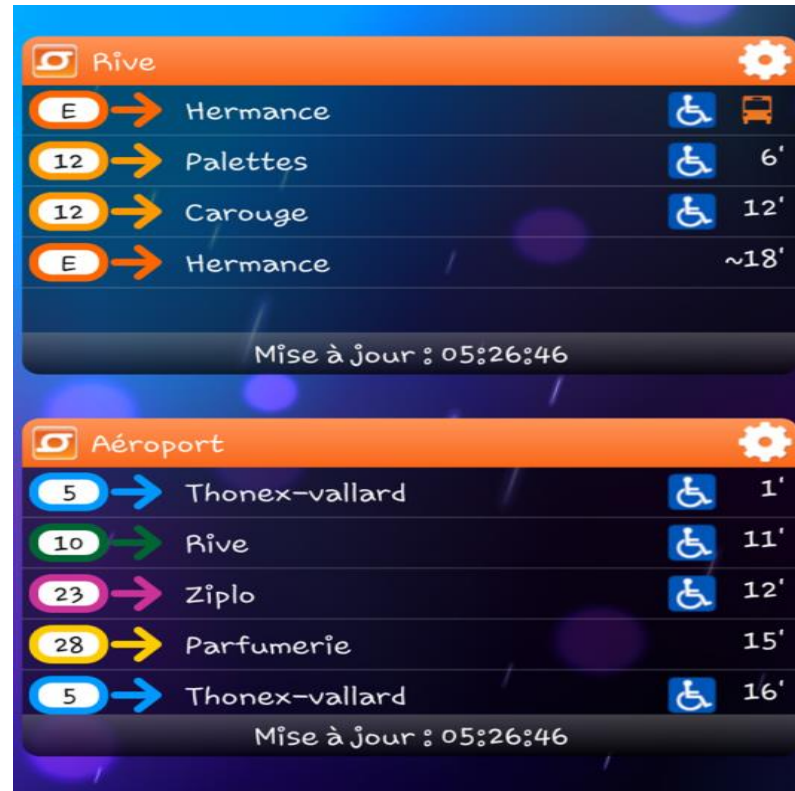 Rive
E Hermance
12 Palettes 6'
12 Carouge 12'
E Hermance ~18'
Mise à jour : 05:26:46
Aéroport
5 Thonex-vallard 1'
10 Rive 11'
23 Ziplo 12'
28 Parfumerie 15'
5 Thonex-vallard 16'
Mise à jour : 05:26:46